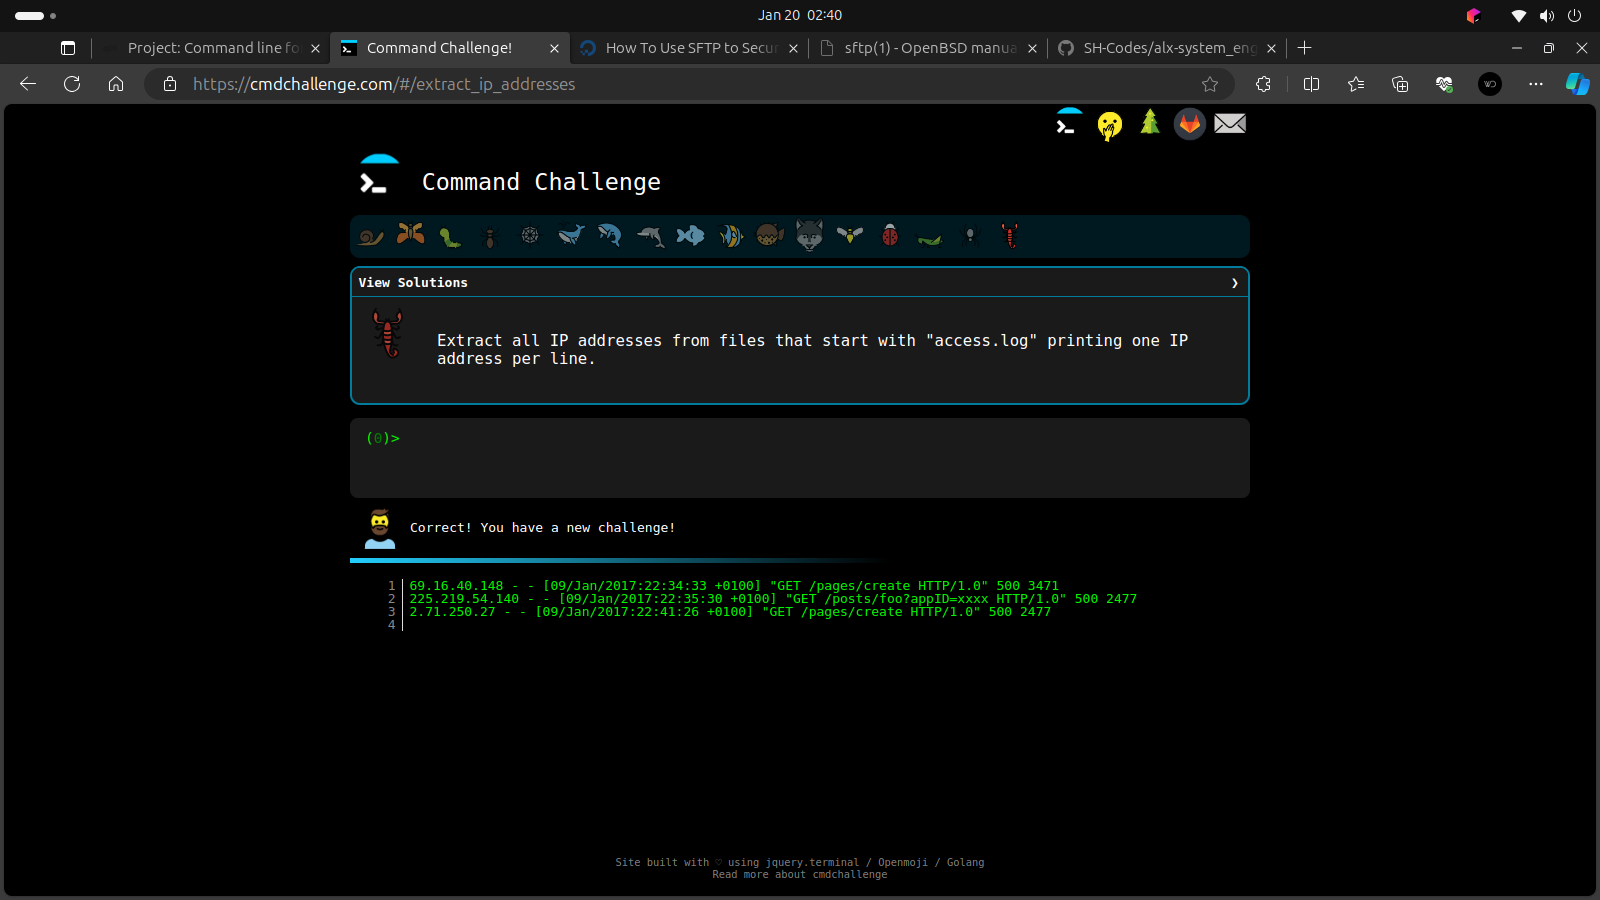 Jan 20 02:40
Project: Command line fo
Command Challenge!
How To Use SFTP to Secur
sftp(1) - OpenBSD manua
SH-Codes/alx-system_eng
https://cmdchallenge.com/#/extract_ip_addresses
Command Challenge
View Solutions
Extract all IP addresses from files that start with "access.log" printing one IP
address per line.
(0)>
Correct! You have a new challenge!
1 69.16.40.148 - - [09/Jan/2017:22:34:33 +0100] "GET /pages/create HTTP/1.0" 500 3471
2 225.219.54.140 - - [09/Jan/2017:22:35:30 +0100] "GET /posts/foo?appID=xxxx HTTP/1.0" 500 2477
3 2.71.250.27 - - [09/Jan/2017:22:41:26 +0100] "GET /pages/create HTTP/1.0" 500 2477
4
Site built with ♡ using jquery.terminal / Openmoji / Golang
Read more about cmdchallenge